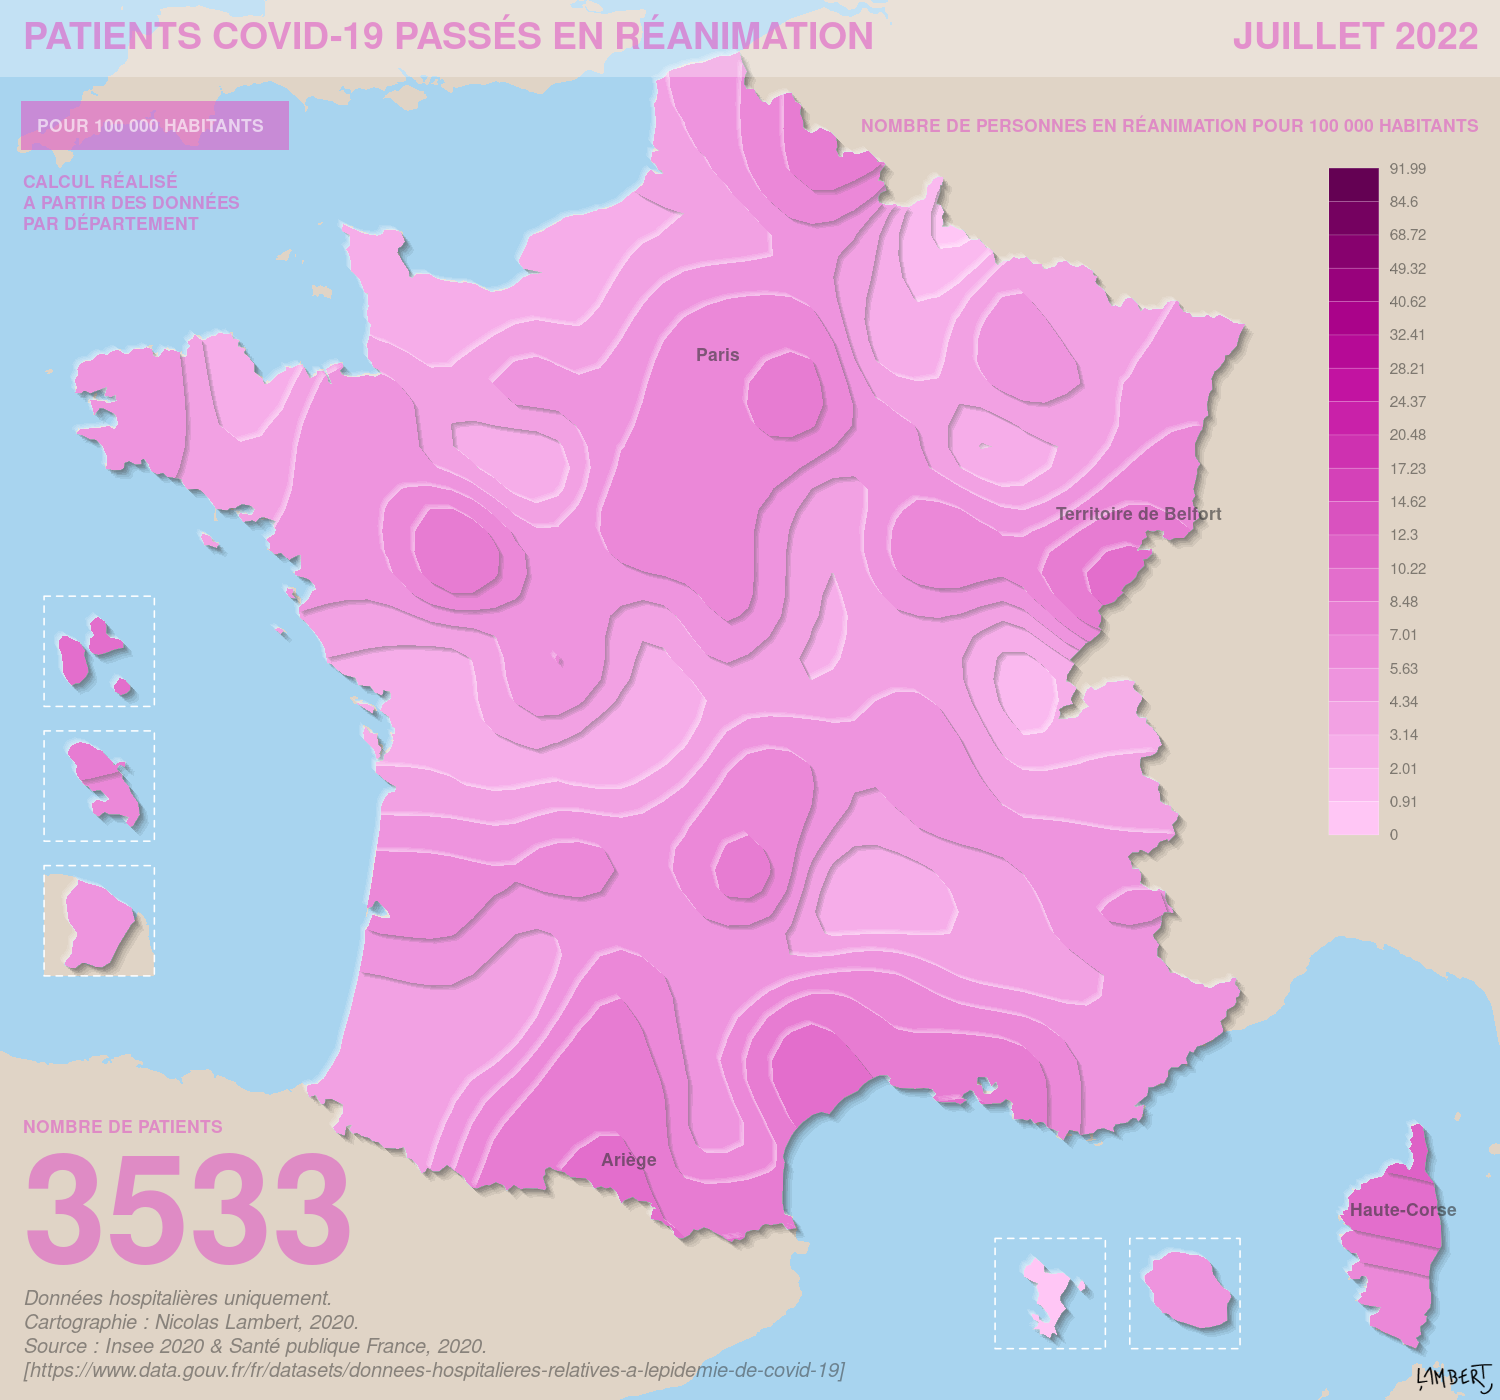 PATIENTS COVID-19 PASSÉS EN RÉANIMATION
JUILLET 2022
POUR 100 000 HABITANTS
CALCUL RÉALISÉ
A PARTIR DES DONNÉES
PAR DÉPARTEMENT
NOMBRE DE PERSONNES EN RÉANIMATION POUR 100 000 HABITANTS
91.99
84.6
68.72
49.32
40.62
32.41
28.21
24.37
20.48
17.23
14.62
12.3
10.22
8.48
7.01
5.63
4.34
3.14
2.01
0.91
0
Paris
Territoire de Belfort
Ariège
Haute-Corse
NOMBRE DE PATIENTS
3533
Données hospitalières uniquement.
Cartographie : Nicolas Lambert, 2020.
Source : Insee 2020 & Santé publique France, 2020.
[https://www.data.gouv.fr/fr/datasets/donnees-hospitalieres-relatives-a-lepidemie-de-covid-19]
LAMBERT